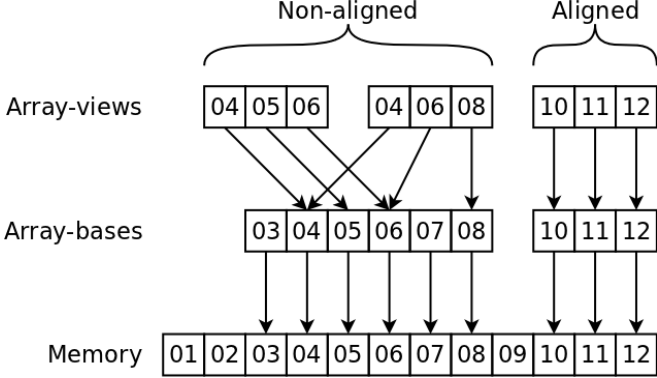 Non-aligned Aligned
Array-views 04 05 06 04 06 08 10 11 12
Array-bases 03 04 05 06 07 08 10 11 12
Memory 01 02 03 04 05 06 07 08 09 10 11 12